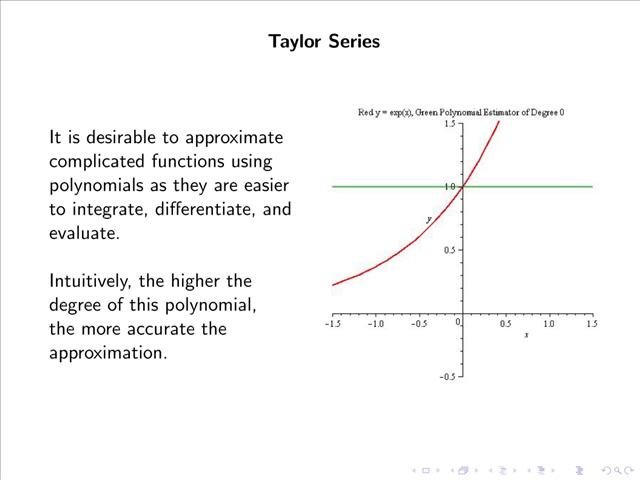 Taylor Series
It is desirable to approximate
complicated functions using
polynomials as they are easier
to integrate, differentiate, and
evaluate.
Intuitively, the higher the
degree of this polynomial,
the more accurate the
approximation.
Red y = exp(x), Green Polynomial Estimator of Degree 0
1.5
1.0
y
0.5
-1.5 -1.0 -0.5 0 0.5 1.0 1.5
x
-0.5